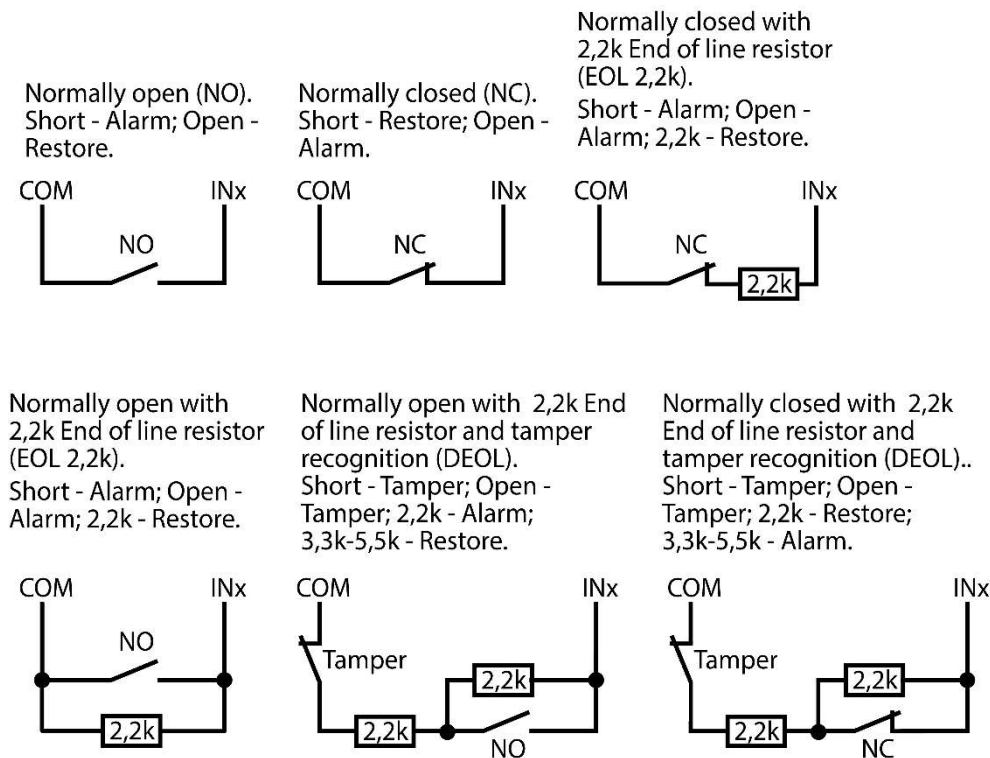 Normally open (NO).
Short - Alarm; Open -
Restore.
COM
INx
NO
Normally closed (NC).
Short - Restore; Open -
Alarm.
COM
INx
NC
Normally closed with
2,2k End of line resistor
(EOL 2,2k).
Short - Alarm; Open -
Alarm; 2,2k - Restore.
COM
INx
NC
2,2k
Normally open with
2,2k End of line resistor
(EOL 2,2k).
Short - Alarm; Open -
Alarm; 2,2k - Restore.
COM
INx
NO
2,2k
Normally open with 2,2k End
of line resistor and tamper
recognition (DEOL).
Short - Tamper; Open -
Tamper; 2,2k - Alarm;
3,3k-5,5k - Restore.
COM
INx
Tamper
2,2k
2,2k
NO
Normally closed with 2,2k
End of line resistor and
tamper recognition (DEOL)..
Short - Tamper; Open -
Tamper; 2,2k - Restore;
3,3k-5,5k - Alarm.
COM
INx
Tamper
2,2k
2,2k
NC